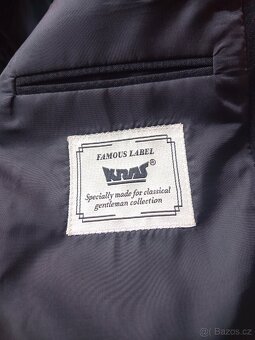 FAMOUS LABEL
KRAS ®
Specially made for classical
gentleman collection
© Bazos.cz